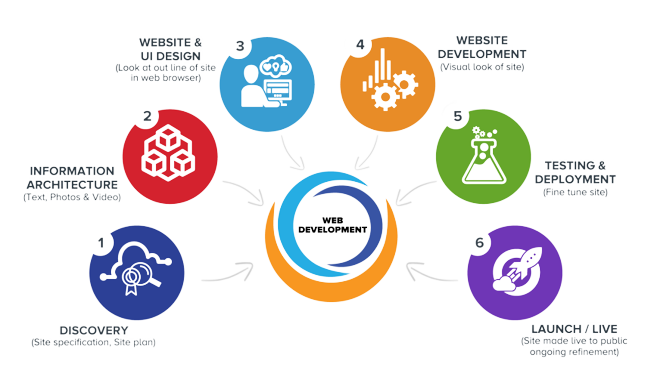 1
DISCOVERY
(Site specification, Site plan)
2
INFORMATION
ARCHITECTURE
(Text, Photos & Video)
3
WEBSITE &
UI DESIGN
(Look at out line of site
in web browser)
4
WEBSITE
DEVELOPMENT
(Visual look of site)
5
TESTING &
DEPLOYMENT
(Fine tune site)
6
LAUNCH / LIVE
(Site made live to public
ongoing refinement)
WEB
DEVELOPMENT